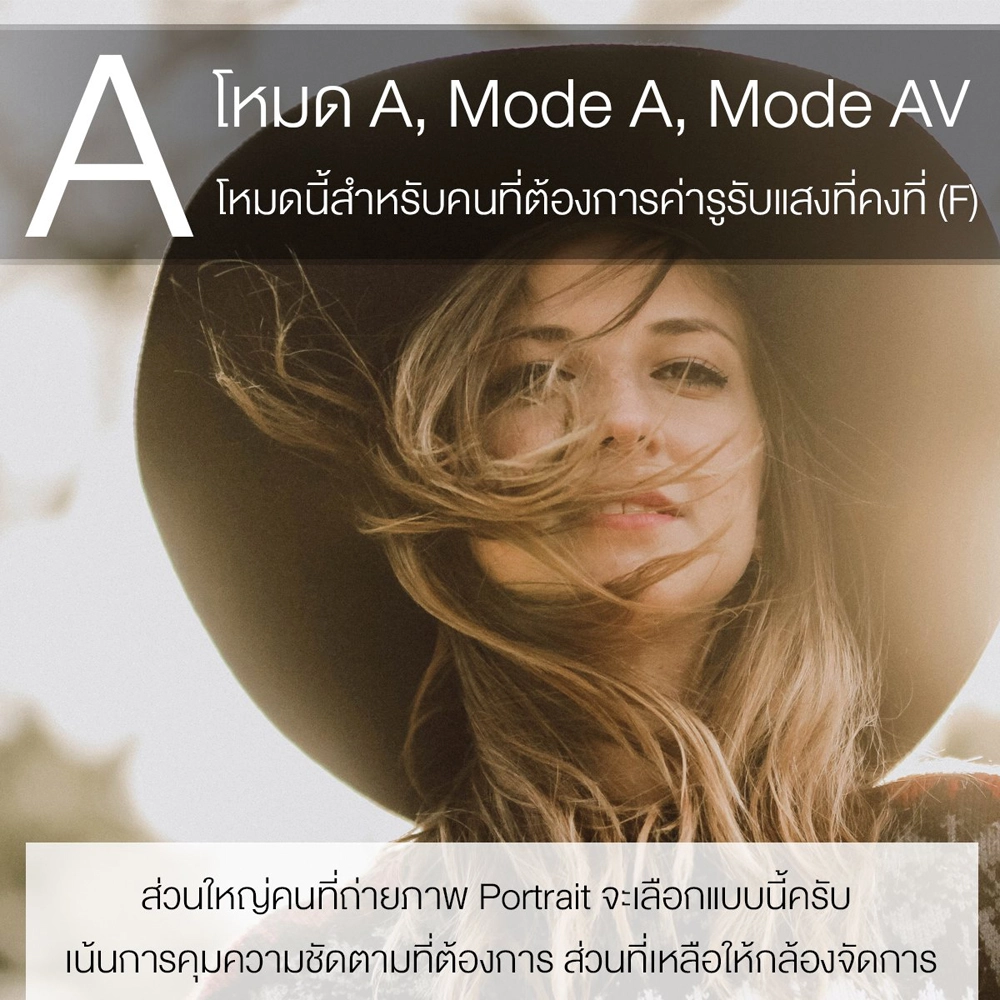 A
โหมด A, Mode A, Mode AV
โหมดนี้สำหรับคนที่ต้องการค่ารูรับแสงที่คงที่ (F)
ส่วนใหญ่คนที่ถ่ายภาพ Portrait จะเลือกแบบนี้ครับ
เน้นการคุมความชัดตามที่ต้องการ ส่วนที่เหลือให้กล้องจัดการ